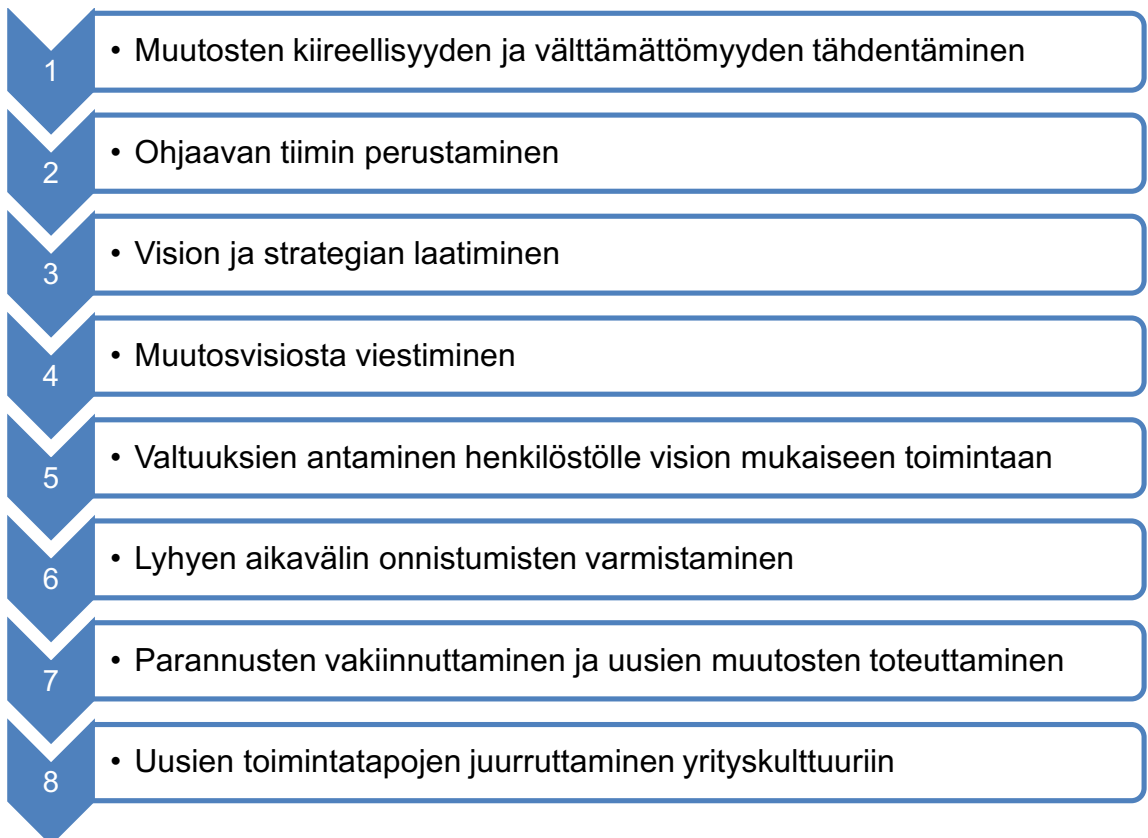 1
• Muutosten kiireellisyyden ja välttämättömyyden tähdentäminen
2
• Ohjaavan tiimin perustaminen
3
• Vision ja strategian laatiminen
4
• Muutosvisiosta viestiminen
5
• Valtuuksien antaminen henkilöstölle vision mukaiseen toimintaan
6
• Lyhyen aikavälin onnistumisten varmistaminen
7
• Parannusten vakiinnuttaminen ja uusien muutosten toteuttaminen
8
• Uusien toimintatapojen juurruttaminen yrityskulttuuriin